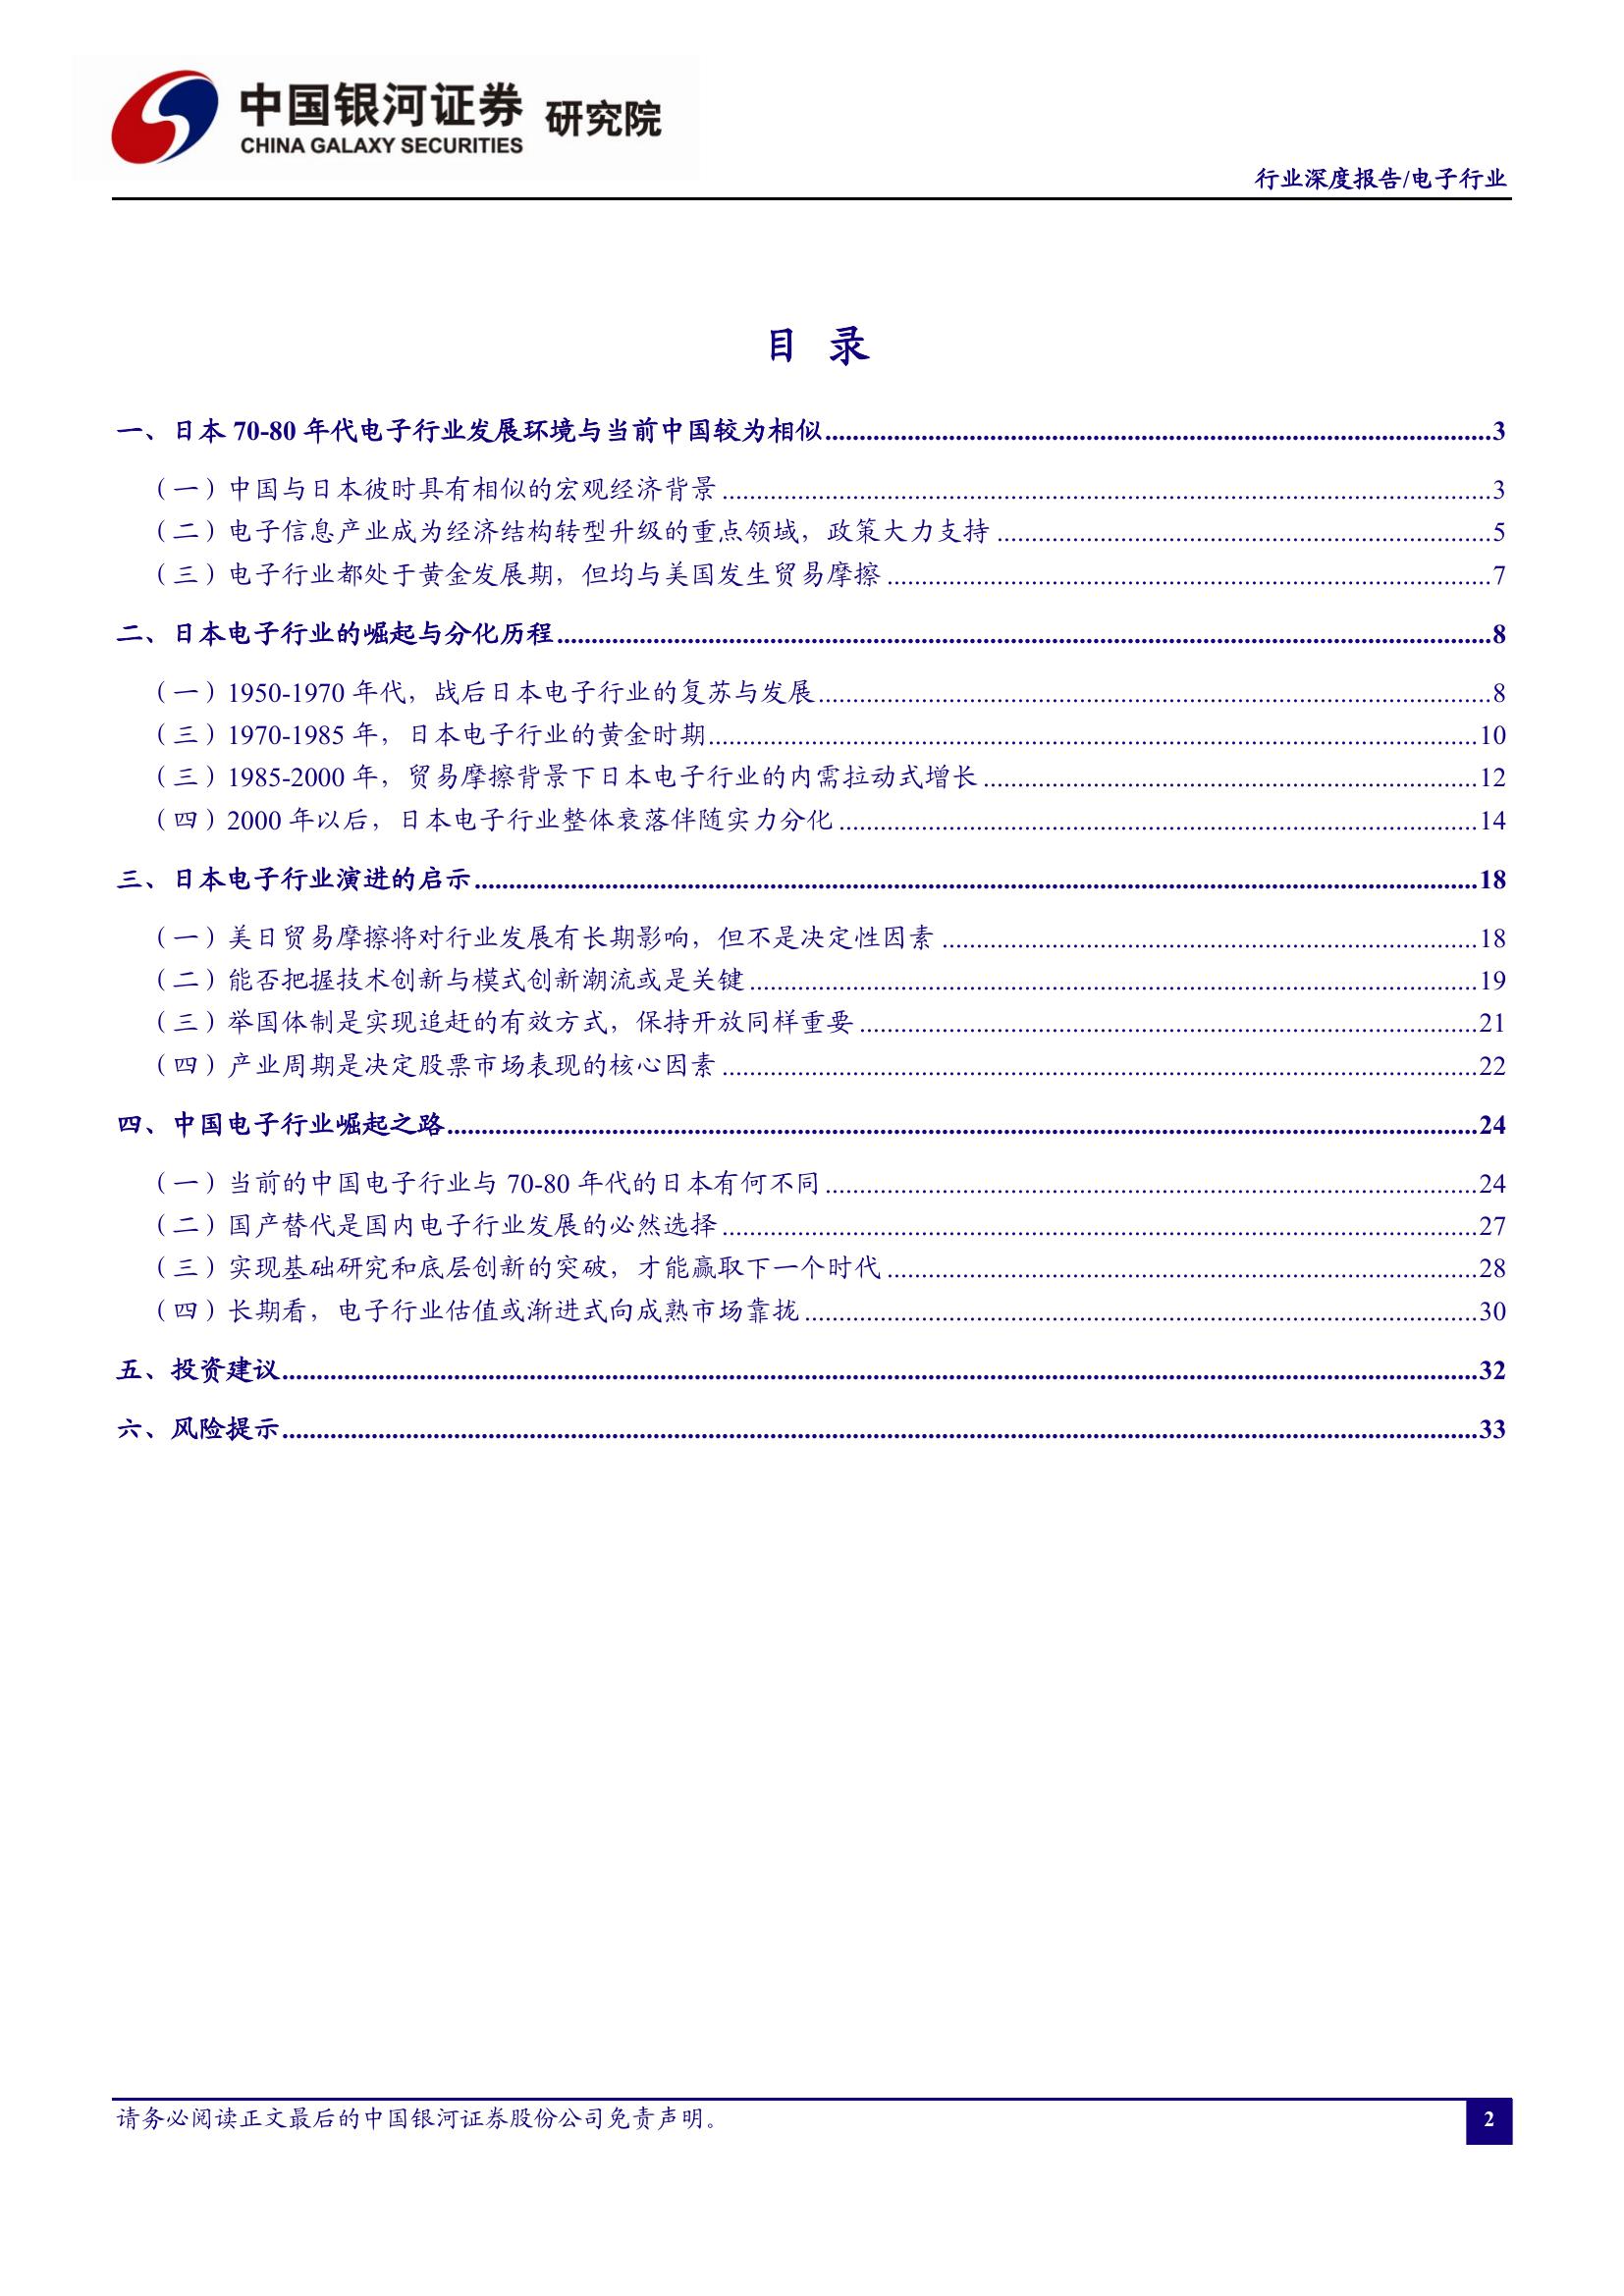 中国银河证券 研究院
CHINA GALAXY SECURITIES
行业深度报告/电子行业
目 录
一、日本 70-80 年代电子行业发展环境与当前中国较为相似........................3
（一）中国与日本彼时具有相似的宏观经济背景........................3
（二）电子信息产业成为经济结构转型升级的重点领域，政策大力支持........................5
（三）电子行业都处于黄金发展期，但均与美国发生贸易摩擦........................7
二、日本电子行业的崛起与分化历程........................8
（一）1950-1970 年代，战后日本电子行业的复苏与发展........................8
（三）1970-1985 年，日本电子行业的黄金时期........................10
（三）1985-2000 年，贸易摩擦背景下日本电子行业的内需拉动式增长........................12
（四）2000 年以后，日本电子行业整体衰落伴随实力分化........................14
三、日本电子行业演进的启示........................18
（一）美日贸易摩擦将对行业发展有长期影响，但不是决定性因素........................18
（二）能否把握技术创新与模式创新潮流或是关键........................19
（三）举国体制是实现追赶的有效方式，保持开放同样重要........................21
（四）产业周期是决定股票市场表现的核心因素........................22
四、中国电子行业崛起之路........................24
（一）当前的中国电子行业与 70-80 年代的日本有何不同........................24
（二）国产替代是国内电子行业发展的必然选择........................27
（三）实现基础研究和底层创新的突破，才能赢取下一个时代........................28
（四）长期看，电子行业估值或渐进式向成熟市场靠拢........................30
五、投资建议........................32
六、风险提示........................33
请务必阅读正文最后的中国银河证券股份公司免责声明。
2